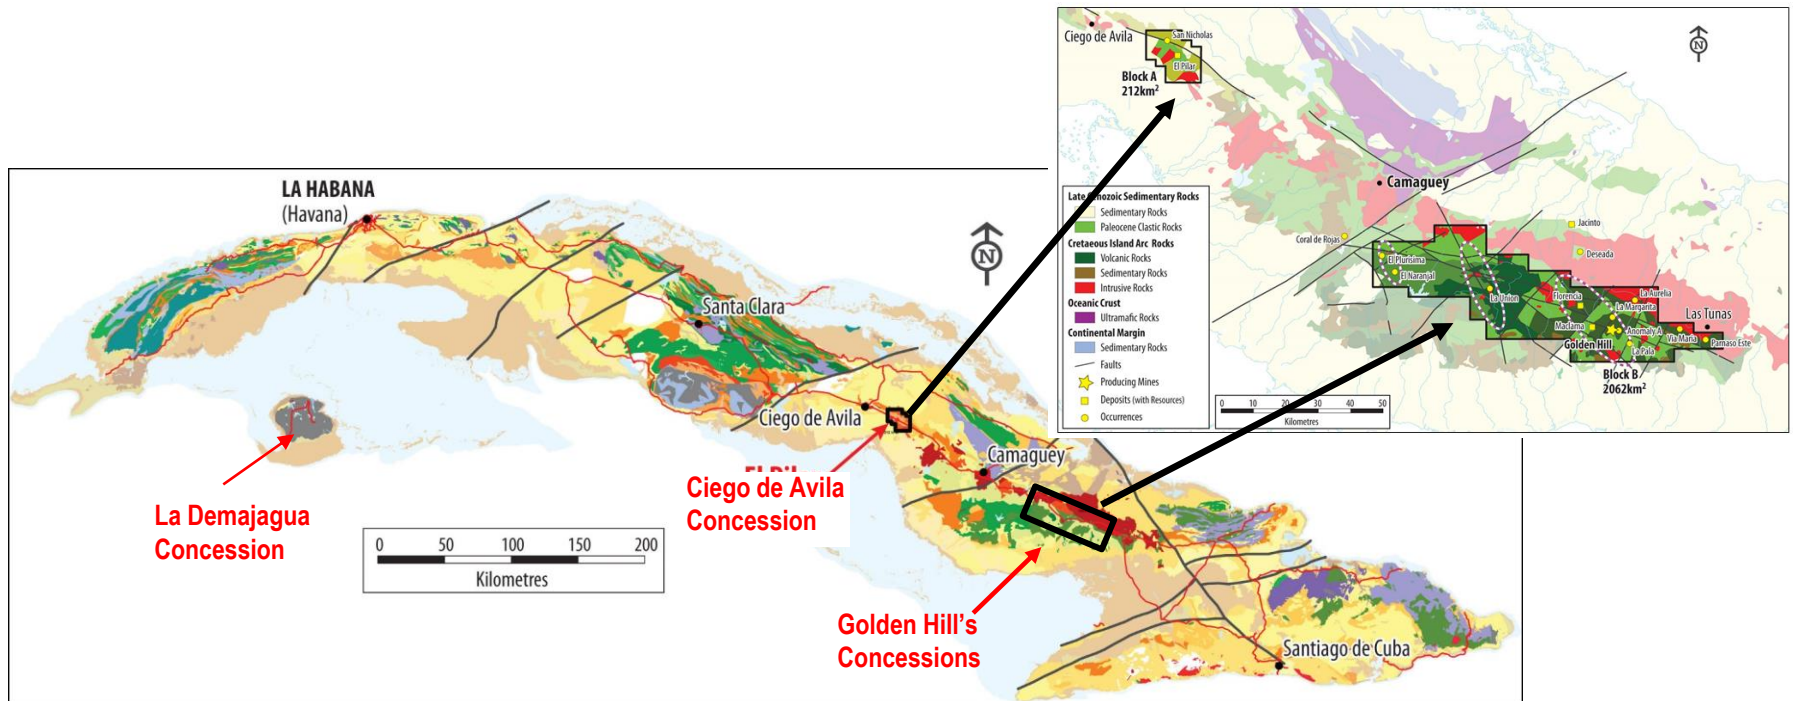 LA HABANA
(Havana)
Santa Clara
Ciego de Avila
Camaguey
Santiago de Cuba
N
La Demajagua
Concession
Ciego de Avila
Concession
Golden Hill's
Concessions
0 50 100 150 200
Kilometres
Ciego de Avila
San Nicholas
El Pilar
Block A
212km²
N
Camaguey
Late Cenozoic Sedimentary Rocks
Sedimentary Rocks
Paleocene Clastic Rocks
Cretaceous Island Arc Rocks
Volcanic Rocks
Sedimentary Rocks
Intrusive Rocks
Oceanic Crust
Ultramafic Rocks
Continental Margin
Sedimentary Rocks
Faults
Producing Mines
Deposits (with Resources)
Occurrences
Coral de Rojas
Jacinto
Deseada
El Plurisima
El Naranjal
La Union
Florencia
La Aurelia
La Margarita
Las Tunas
Maclama
Anomaly A
Via Maria
Pamaso Este
Golden Hill
La Pala
Block B
2062km²
0 10 20 30 40 50
Kilometres